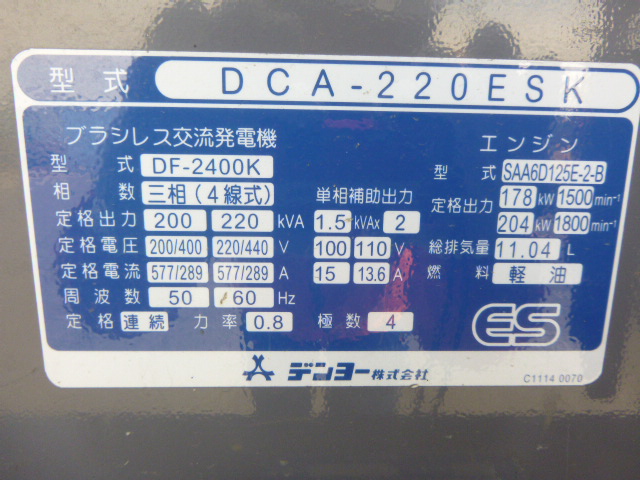 型式 DCA-220ESK
ブラシレス交流発電機
型式 DF-2400K
相数 三相(4線式) 単相補助出力
定格出力 200 220 kVA 1.5 kVAx 2
定格電圧 200/400 220/440 V 100 110 V
定格電流 577/289 577/289 A 15 13.6 A
周波数 50 60 Hz
定格 連続 力率 0.8 極数 4
エンジン
型式 SAA6D125E-2-B
定格出力 178 kW 1500 min⁻¹
204 kW 1800 min⁻¹
総排気量 11.04 L
燃料 軽油
ES
デンヨー株式会社
C1114 0070